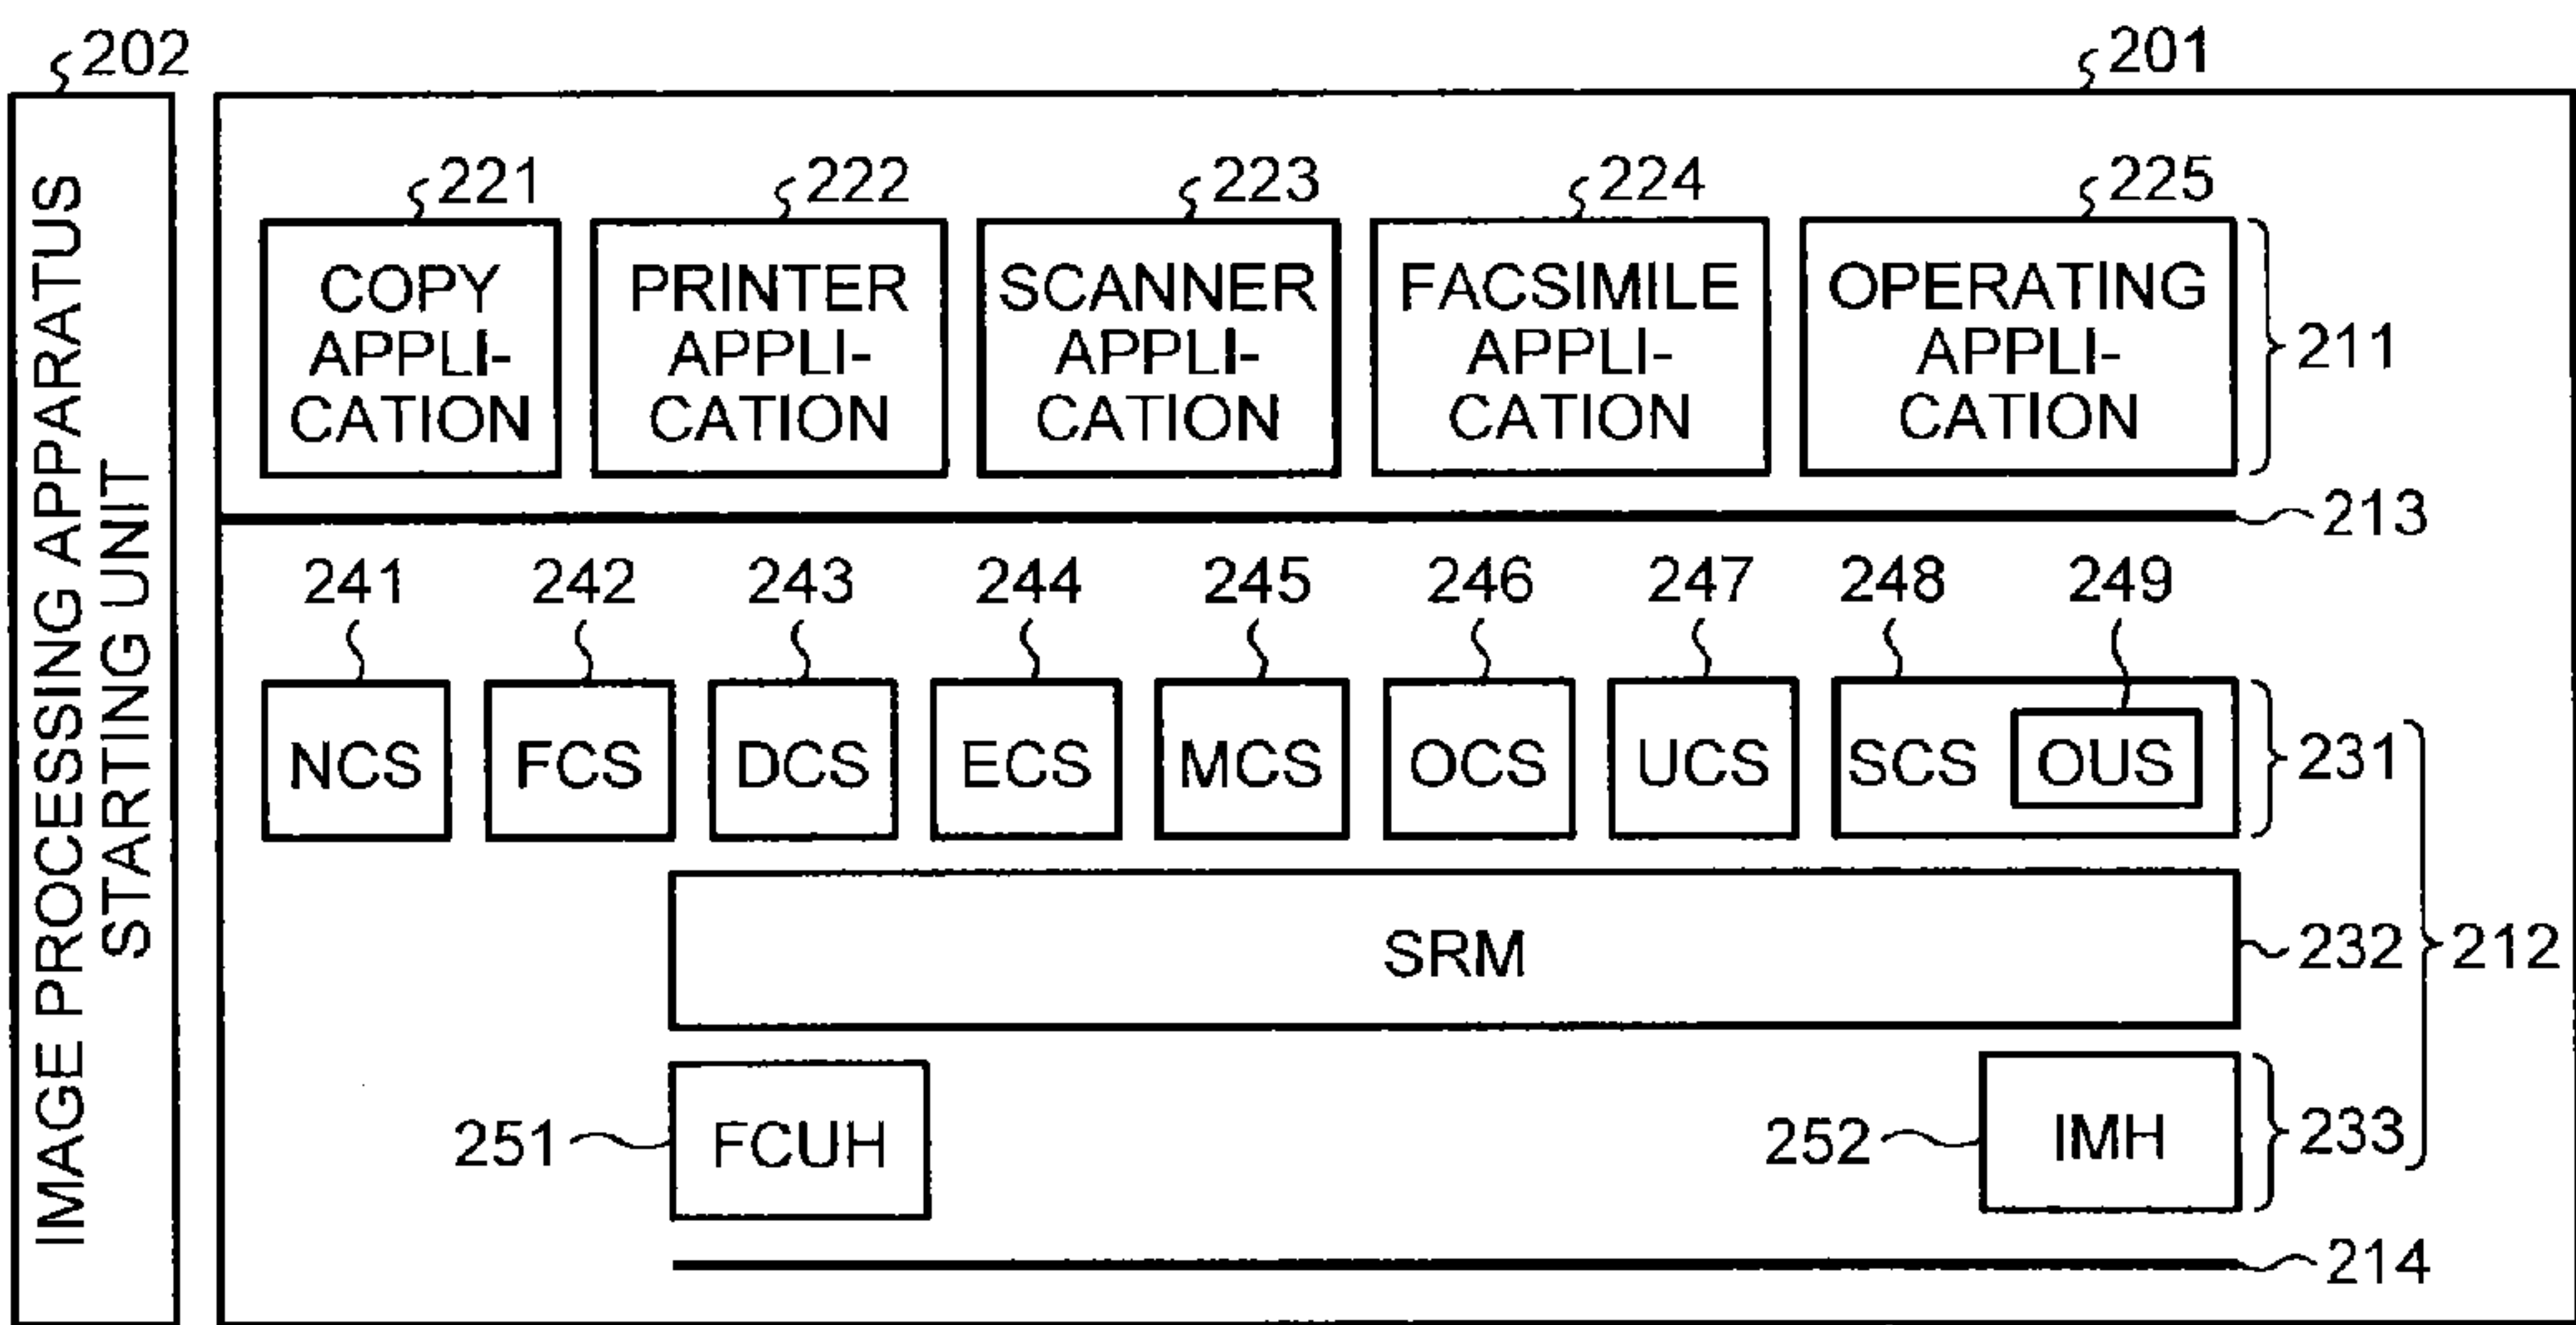 202
201
IMAGE PROCESSING APPARATUS
STARTING UNIT
221
222
223
224
225
COPY
APPLI-
CATION
PRINTER
APPLI-
CATION
SCANNER
APPLI-
CATION
FACSIMILE
APPLI-
CATION
OPERATING
APPLI-
CATION
211
213
241
242
243
244
245
246
247
248
249
NCS
FCS
DCS
ECS
MCS
OCS
UCS
SCS
OUS
231
SRM
232
212
251
FCUH
252
IMH
233
214